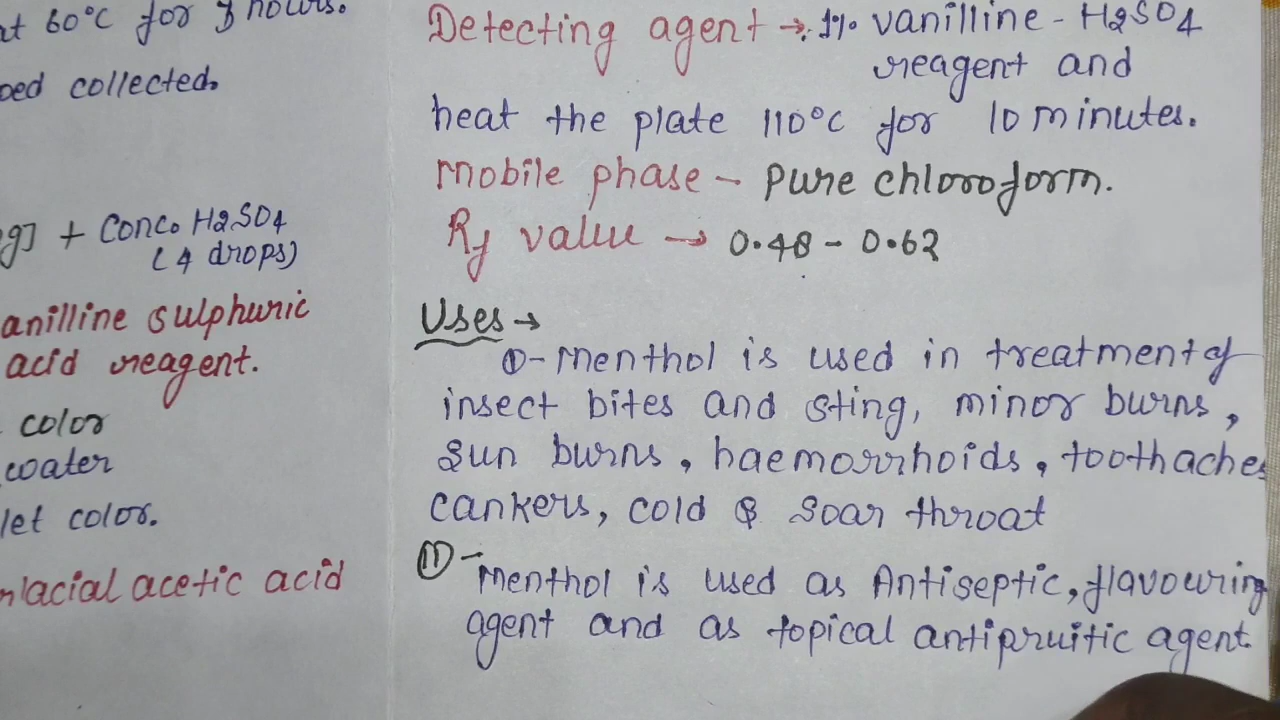 at 60°C for 3 hours.
collected.
+ Conc. H2SO4
(4 drops)
anilline sulphuric
acid reagent.
color
water
let color.
lacial acetic acid
Detecting agent → 1% vanilline - H2SO4
reagent and
heat the plate 110°C for 10 minutes.
Mobile phase - Pure chloroform.
Rf value → 0.48 - 0.62
Uses →
① - Menthol is used in treatment of
insect bites and sting, minor burns,
Sun burns, haemorrhoids, toothaches
cankers, cold & Soar throat
⑪ - Menthol is used as Antiseptic, flavouring
agent and as topical antipruitic agent.